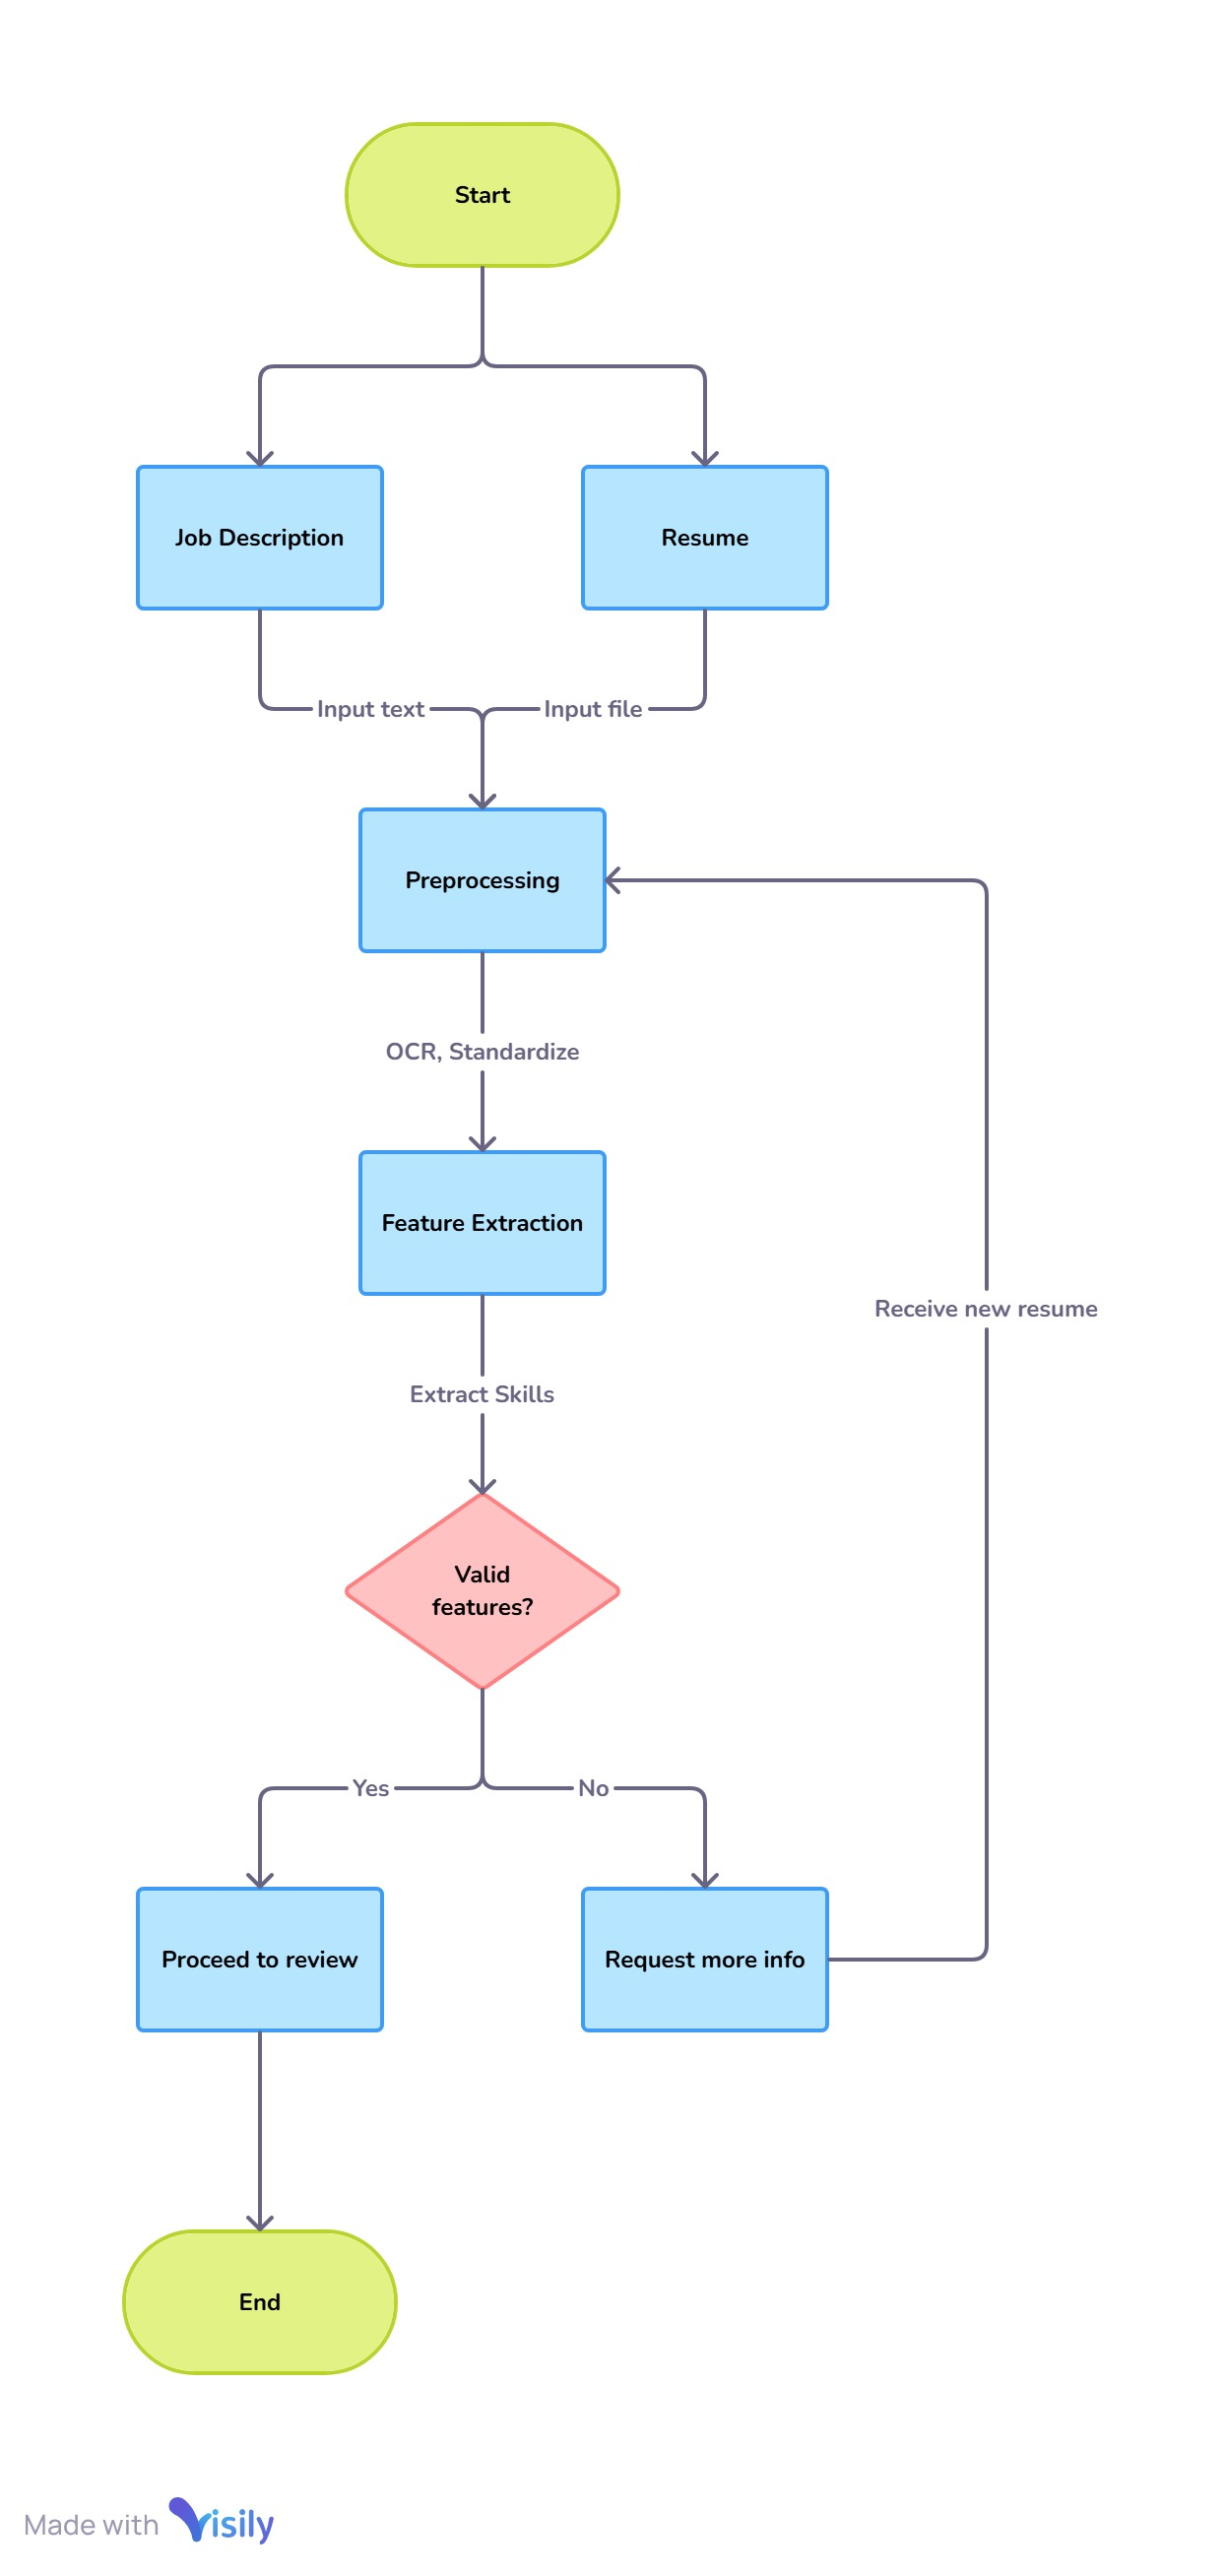 Start
Job Description
Resume
Input text
Input file
Preprocessing
OCR, Standardize
Feature Extraction
Receive new resume
Extract Skills
Valid
features?
Yes
No
Proceed to review
Request more info
End
Made with Visily